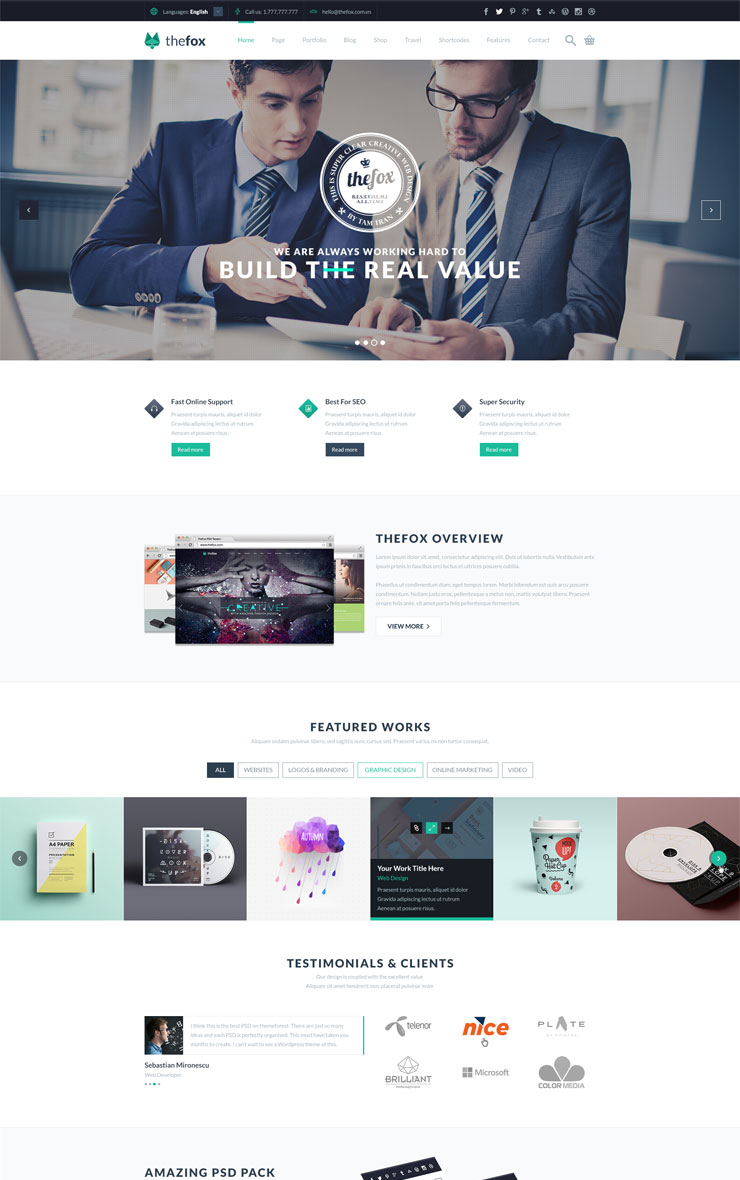 Languages: English
Call us: 1.777.777.777
hello@thefox.com.vn
thefox
Home
Page
Portfolio
Blog
Shop
Travel
Shortcodes
Features
Contact
THIS IS SUPER CLEAR CREATIVE WEB DESIGN
thefox
BY TAM TRAN
WE ARE ALWAYS WORKING HARD TO
BUILD THE REAL VALUE
Fast Online Support
Praesent turpis mauris, aliquet id dolor
Gravida adipiscing lectus ut rutrum
Aenean at posuere risus.
Read more
Best For SEO
Praesent turpis mauris, aliquet id dolor
Gravida adipiscing lectus ut rutrum
Aenean at posuere risus.
Read more
Super Security
Praesent turpis mauris, aliquet id dolor
Gravida adipiscing lectus ut rutrum
Aenean at posuere risus.
Read more
www.thefox.com
thefox
CREATIVE
THEFOX OVERVIEW
Lorem ipsum dolor sit amet, consectetur adipiscing elit. Duis ut lobortis nulla. Vestibulum ante
ipsum primis in faucibus orci luctus et ultrices posuere cubilia.
Phasellus ut condimentum diam, eget tempus lorem. Morbi bibendum est quis arcu posuere
condimentum. Nullam justo eros, pellentesque a metus non, mattis volutpat libero. Praesent
ornare felis ante, sit amet porta felis pellentesque fermentum.
VIEW MORE
FEATURED WORKS
Aliquam sodales pulvinar libero, sed sagittis nunc cursus sed. Praesent varius mi non tortor consequat.
ALL
WEBSITES
LOGOS & BRANDING
GRAPHIC DESIGN
ONLINE MARKETING
VIDEO
A4 PAPER
PRESENTATION
DISK
COVER
MOCK
UP
DISK
AUTUMN
Your Work Title Here
Web Design
Praesent turpis mauris, aliquet id dolor
Gravida adipiscing lectus ut rutrum
Aenean at posuere risus.
MOCK
UP!
Paper
Hot Cup
TESTIMONIALS & CLIENTS
Our design is coupled with the excellent value
Aliquam sit amet hendrerit non, placerat pulvinar ante
I think this is the best PSD on themeforest. There are just so many
ideas and each PSD is perfectly organised. This must have taken you
months to create. I can't wait to see a Wordpress theme of this.
Sebastian Mironescu
Web Developer
telenor
nice
PLATE
BRILLIANT
Microsoft
COLOR MEDIA
AMAZING PSD PACK